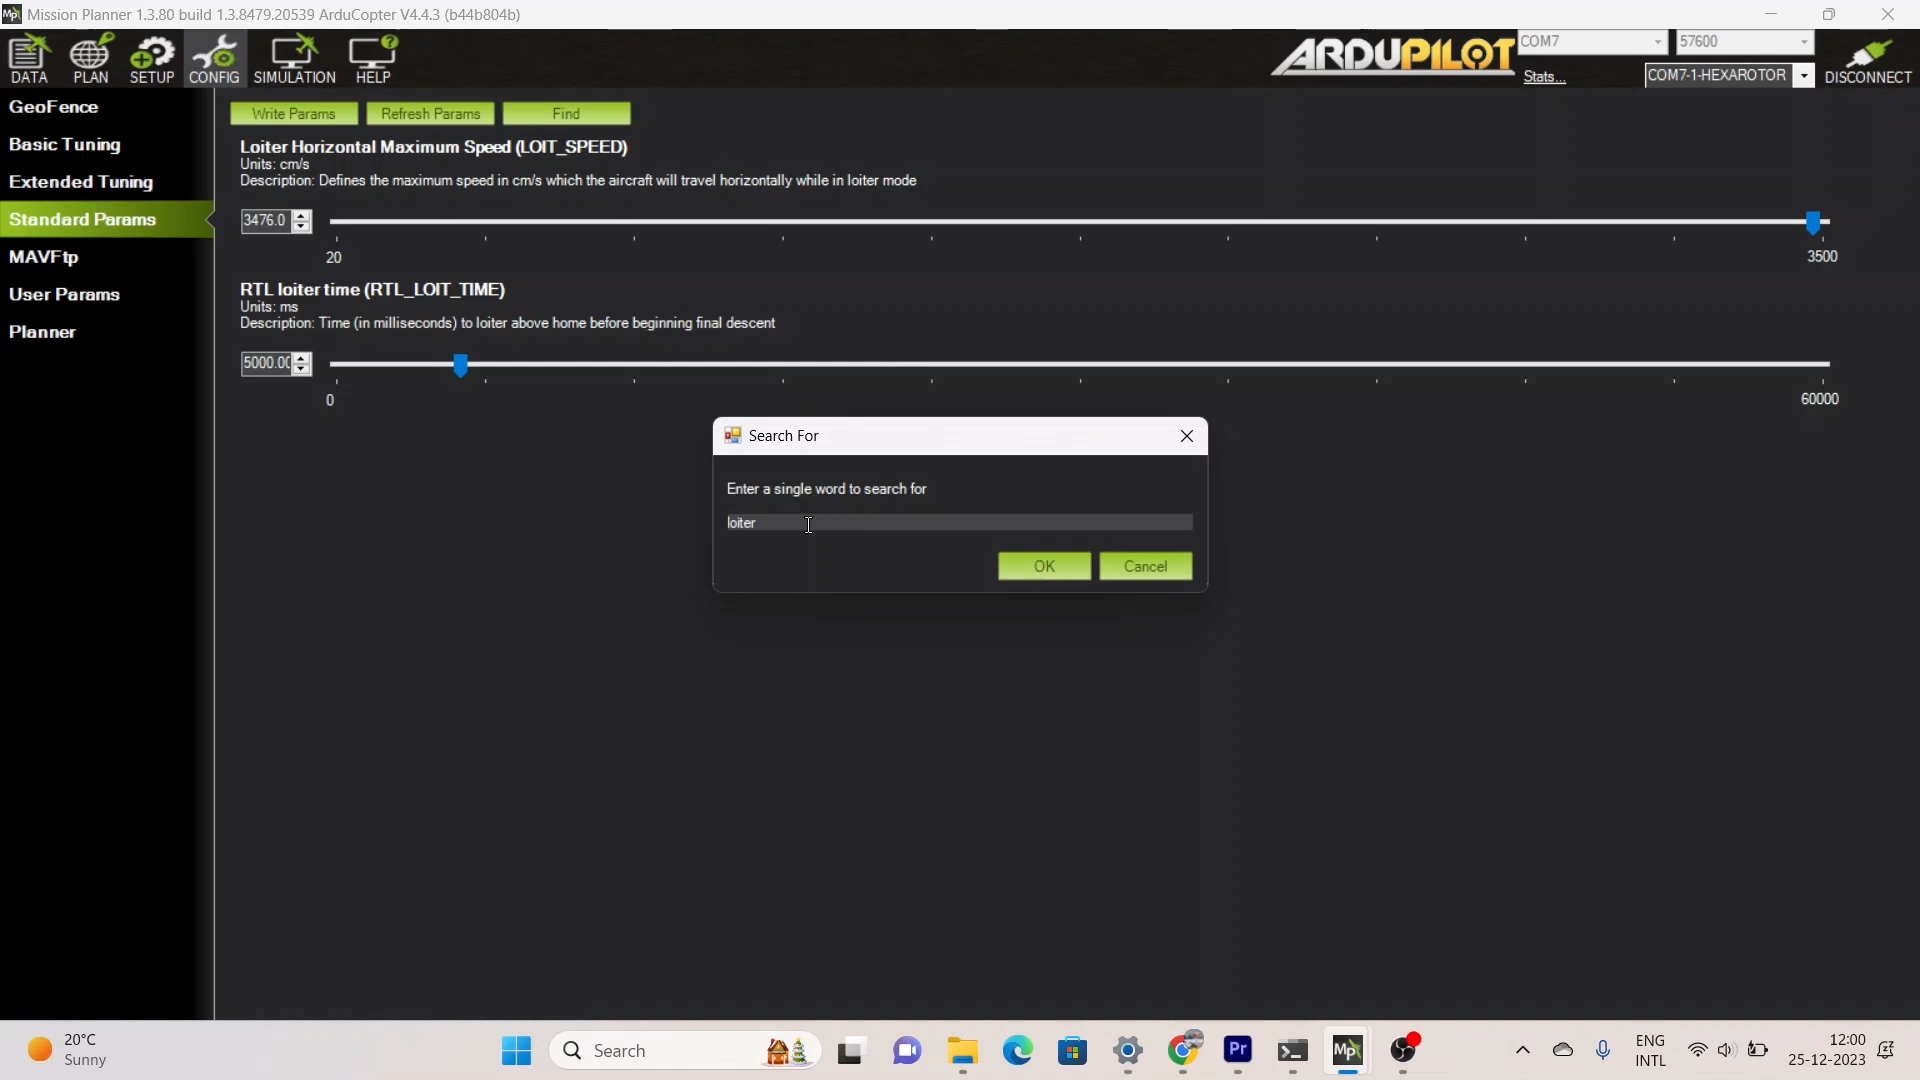 Mission Planner 1.3.80 build 1.3.8479.20539 ArduCopter V4.4.3 (b44b804b)
DATA PLAN SETUP CONFIG SIMULATION HELP
ARDUPILOT
COM7 57600
Stats... COM7-1-HEXAROTOR DISCONNECT
GeoFence
Basic Tuning
Extended Tuning
Standard Params
MAVFtp
User Params
Planner
Write Params Refresh Params Find
Loiter Horizontal Maximum Speed (LOIT_SPEED)
Units: cm/s
Description: Defines the maximum speed in cm/s which the aircraft will travel horizontally while in loiter mode
3476.0
20 3500
RTL loiter time (RTL_LOIT_TIME)
Units: ms
Description: Time (in milliseconds) to loiter above home before beginning final descent
5000.00
0 60000
Search For
Enter a single word to search for
loiter
OK Cancel
20°C
Sunny
Search
Pr
Mp
ENG
INTL
12:00
25-12-2023